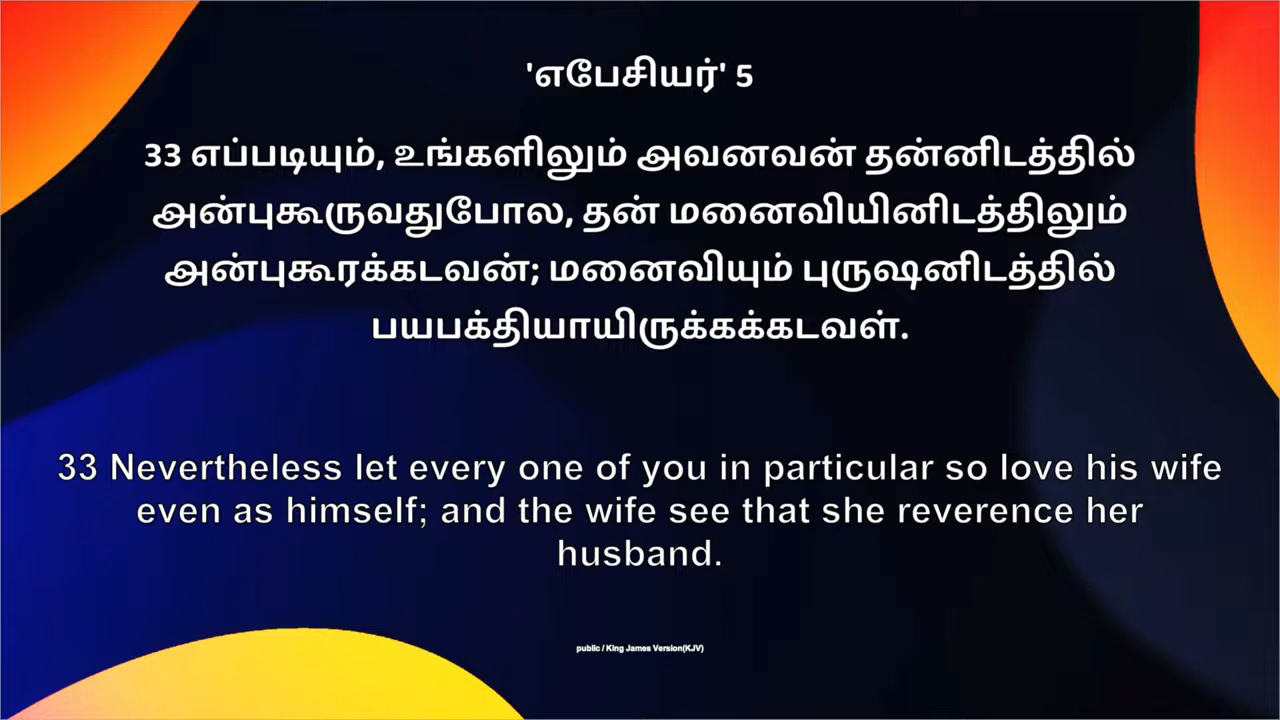 'எபேசியர்' 5
33 எப்படியும், உங்களிலும் அவனவன் தன்னிடத்தில்
அன்புகூருவதுபோல, தன் மனைவியினிடத்திலும்
அன்புகூரக்கடவன்; மனைவியும் புருஷனிடத்தில்
பயபக்தியாயிருக்கக்கடவள்.
33 Nevertheless let every one of you in particular so love his wife
even as himself; and the wife see that she reverence her
husband.
public / King James Version(KJV)